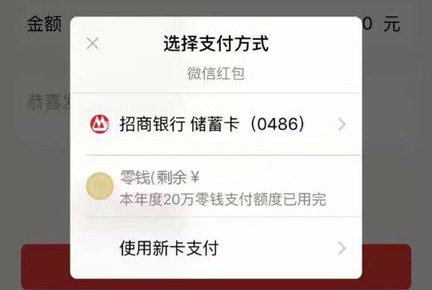 金额
0 元
选择支付方式
微信红包
恭喜发
招商银行 储蓄卡（0486）
零钱(剩余 ¥
本年度20万零钱支付额度已用完
使用新卡支付